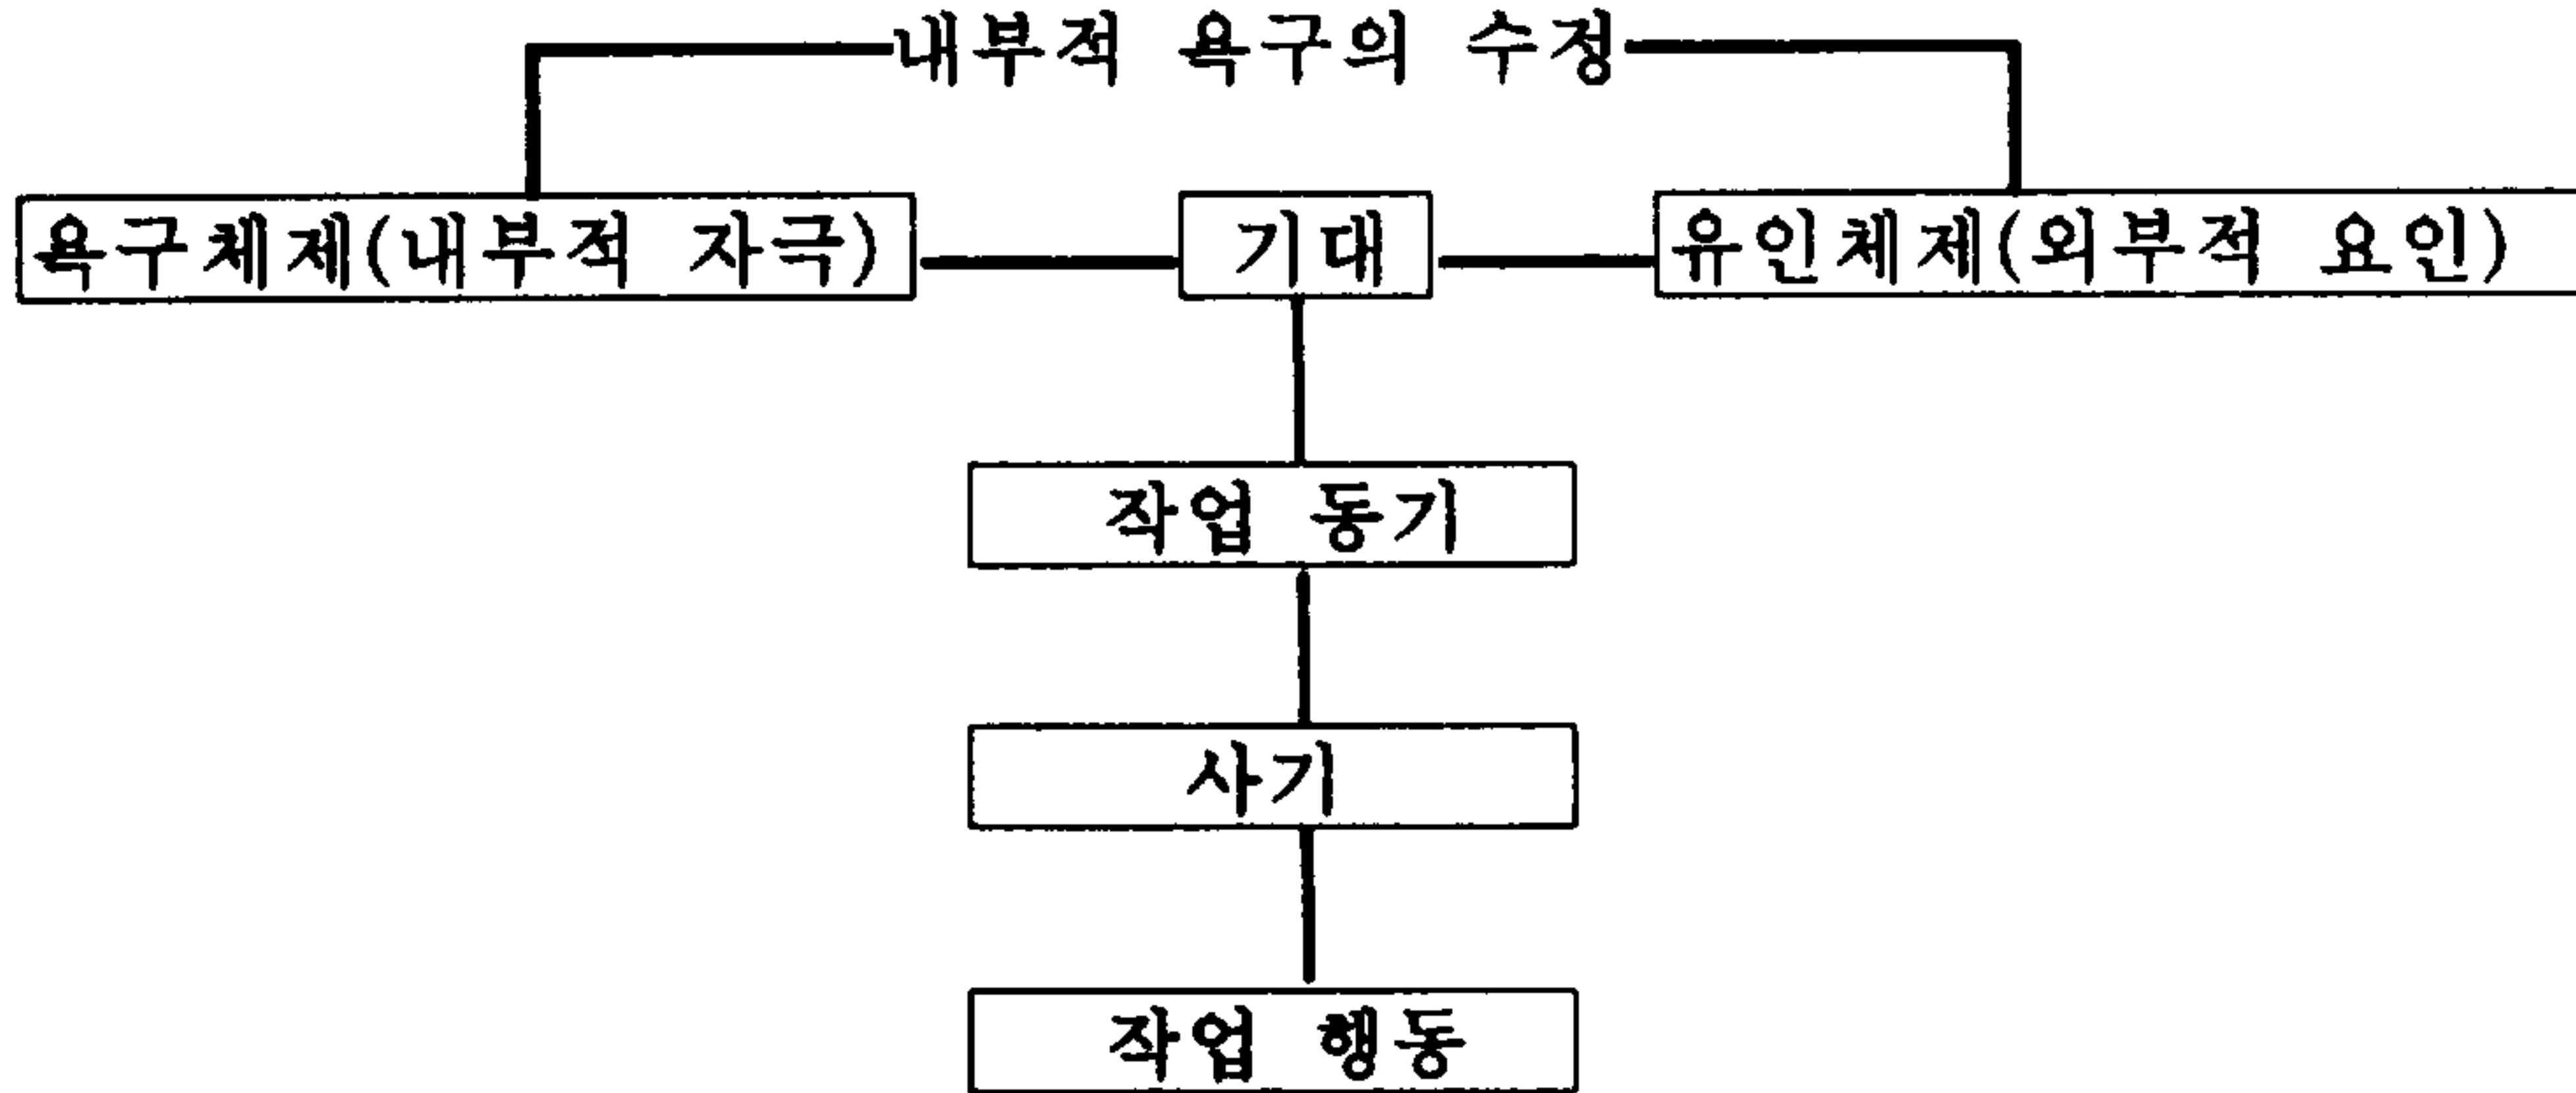 내부적 욕구의 수정
욕구체제(내부적 자극) 기대 유인체제(외부적 요인)
작업 동기
사기
작업 행동